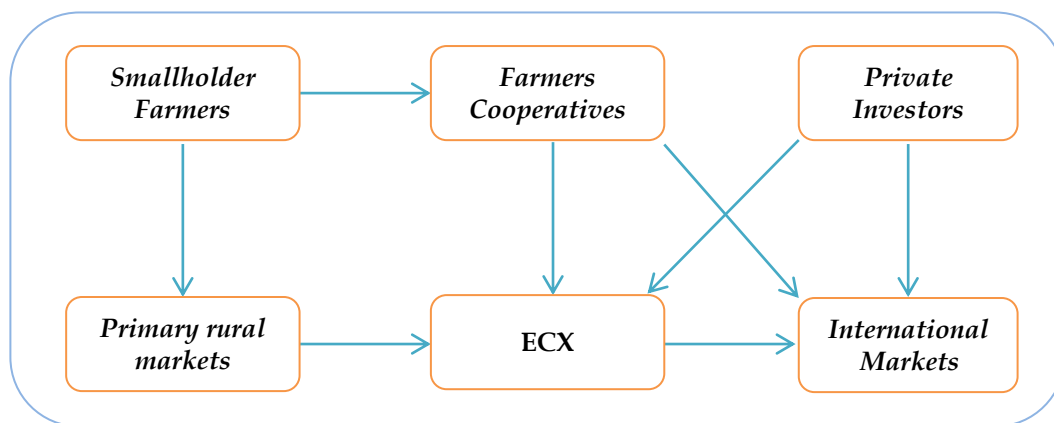 Smallholder
Farmers
Farmers
Cooperatives
Private
Investors
Primary rural
markets
ECX
International
Markets